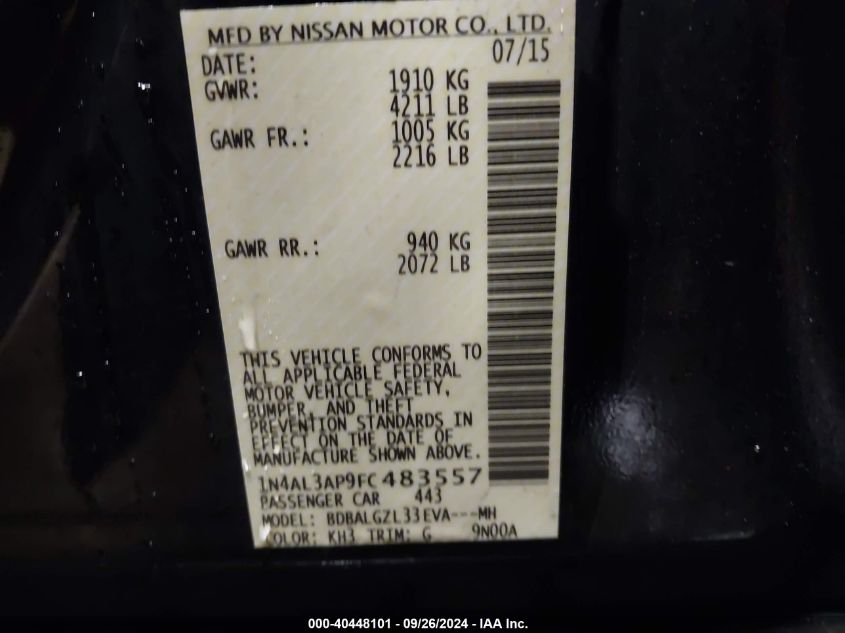 MFD BY NISSAN MOTOR CO., LTD.
DATE: 07/15
GVWR: 1910 KG
4211 LB
GAWR FR.: 1005 KG
2216 LB
GAWR RR.: 940 KG
2072 LB
THIS VEHICLE CONFORMS TO
ALL APPLICABLE FEDERAL
MOTOR VEHICLE SAFETY,
BUMPER, AND THEFT
PREVENTION STANDARDS IN
EFFECT ON THE DATE OF
MANUFACTURE SHOWN ABOVE.
1N4AL3AP9FC483557
PASSENGER CAR 443
MODEL: BDBALGZL33EVA---MH
COLOR: KH3 TRIM: G 9N00A
000-40448101 - 09/26/2024 - IAA Inc.